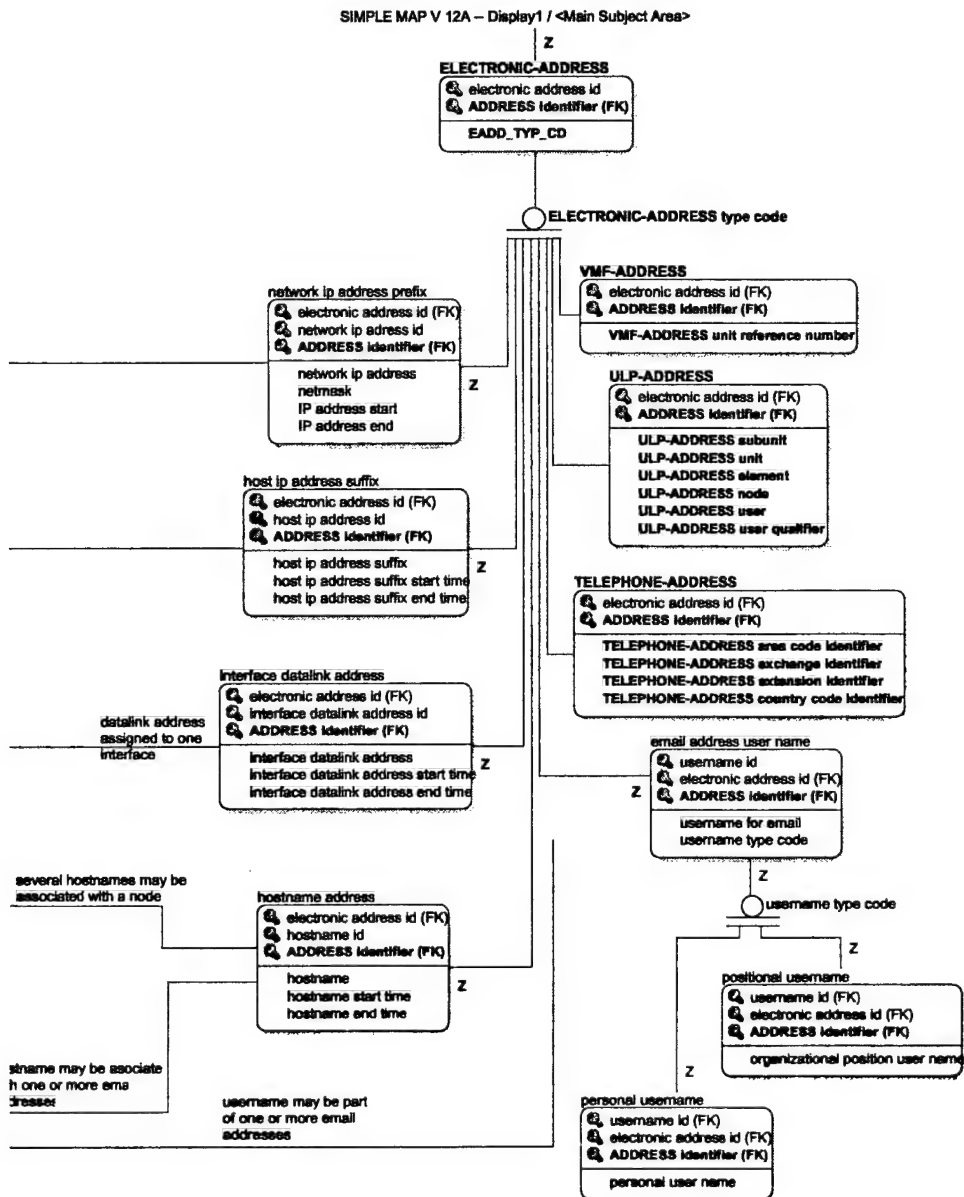 SIMPLE MAP V 12A – Display1 / <Main Subject Area>
Z
ELECTRONIC-ADDRESS
electronic address id
ADDRESS Identifier (FK)
EADD_TYP_CD
ELECTRONIC-ADDRESS type code
VMF-ADDRESS
electronic address id (FK)
ADDRESS Identifier (FK)
VMF-ADDRESS unit reference number
network ip address prefix
electronic address id (FK)
network ip adress id
ADDRESS Identifier (FK)
network ip address
netmask
IP address start
IP address end
Z
ULP-ADDRESS
electronic address id (FK)
ADDRESS Identifier (FK)
ULP-ADDRESS subunit
ULP-ADDRESS unit
ULP-ADDRESS element
ULP-ADDRESS node
ULP-ADDRESS user
ULP-ADDRESS user qualifier
host ip address suffix
electronic address id (FK)
host ip address id
ADDRESS Identifier (FK)
host ip address suffix
host ip address suffix start time
host ip address suffix end time
Z
TELEPHONE-ADDRESS
electronic address id (FK)
ADDRESS Identifier (FK)
TELEPHONE-ADDRESS area code identifier
TELEPHONE-ADDRESS exchange identifier
TELEPHONE-ADDRESS extension identifier
TELEPHONE-ADDRESS country code identifier
interface datalink address
electronic address id (FK)
interface datalink address id
ADDRESS Identifier (FK)
interface datalink address
interface datalink address start time
interface datalink address end time
Z
datalink address
assigned to one
interface
email address user name
username id
electronic address id (FK)
ADDRESS Identifier (FK)
username for email
username type code
Z
Z
username type code
several hostnames may be
associated with a node
hostname address
electronic address id (FK)
hostname id
ADDRESS Identifier (FK)
hostname
hostname start time
hostname end time
Z
Z
positional username
username id (FK)
electronic address id (FK)
ADDRESS Identifier (FK)
organizational position user name
stname may be asociate
h one or more ema
dresses
username may be part
of one or more email
addresses
Z
personal username
username id (FK)
electronic address id (FK)
ADDRESS Identifier (FK)
personal user name